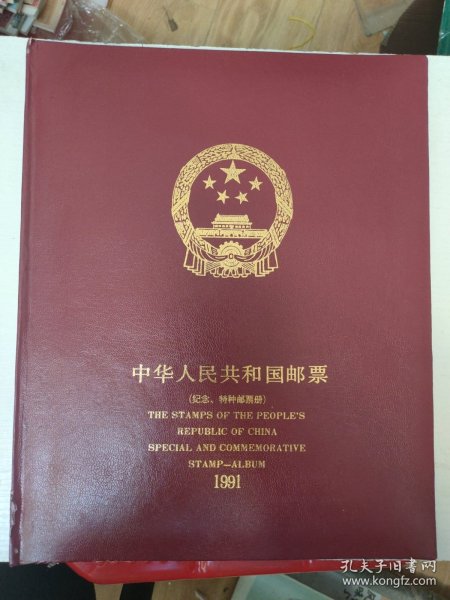 中华人民共和国邮票
(纪念、特种邮票册)
THE STAMPS OF THE PEOPLE'S
REPUBLIC OF CHINA
SPECIAL AND COMMEMORATIVE
STAMP—ALBUM
1991
孔夫子旧书网
www.kongfz.com